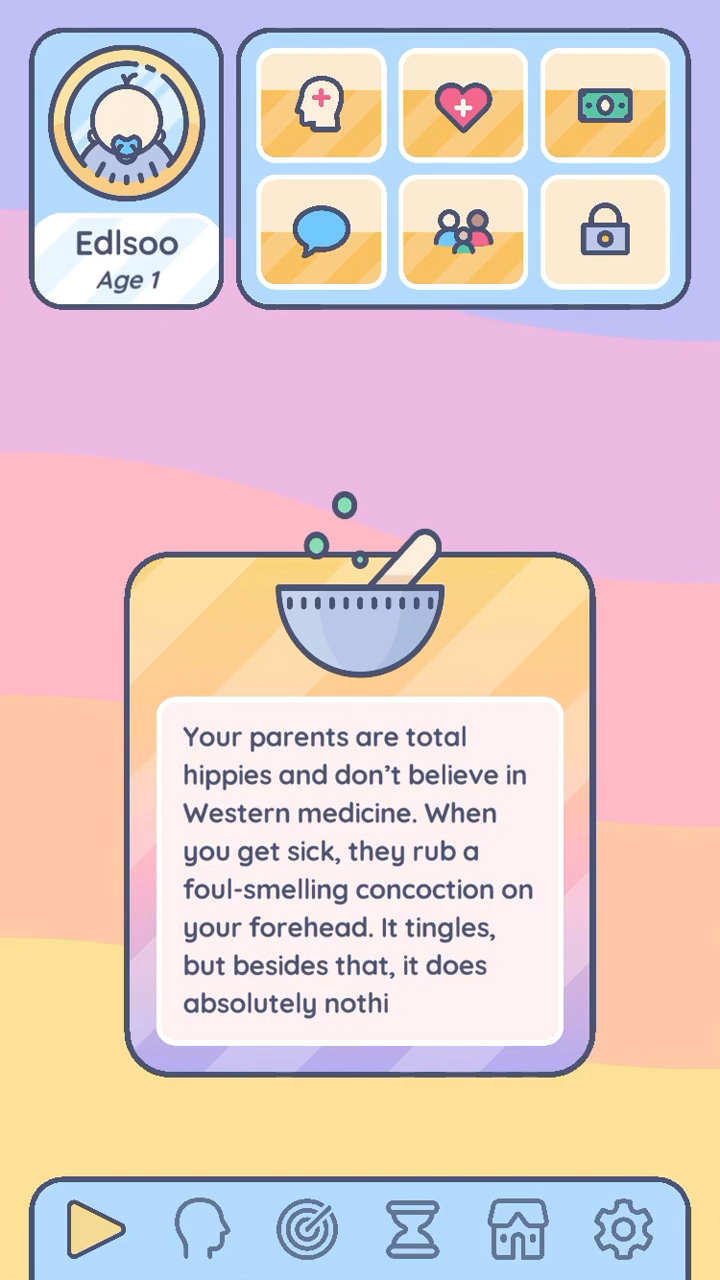 Edlsoo
Age 1
Your parents are total
hippies and don't believe in
Western medicine. When
you get sick, they rub a
foul-smelling concoction on
your forehead. It tingles,
but besides that, it does
absolutely nothi